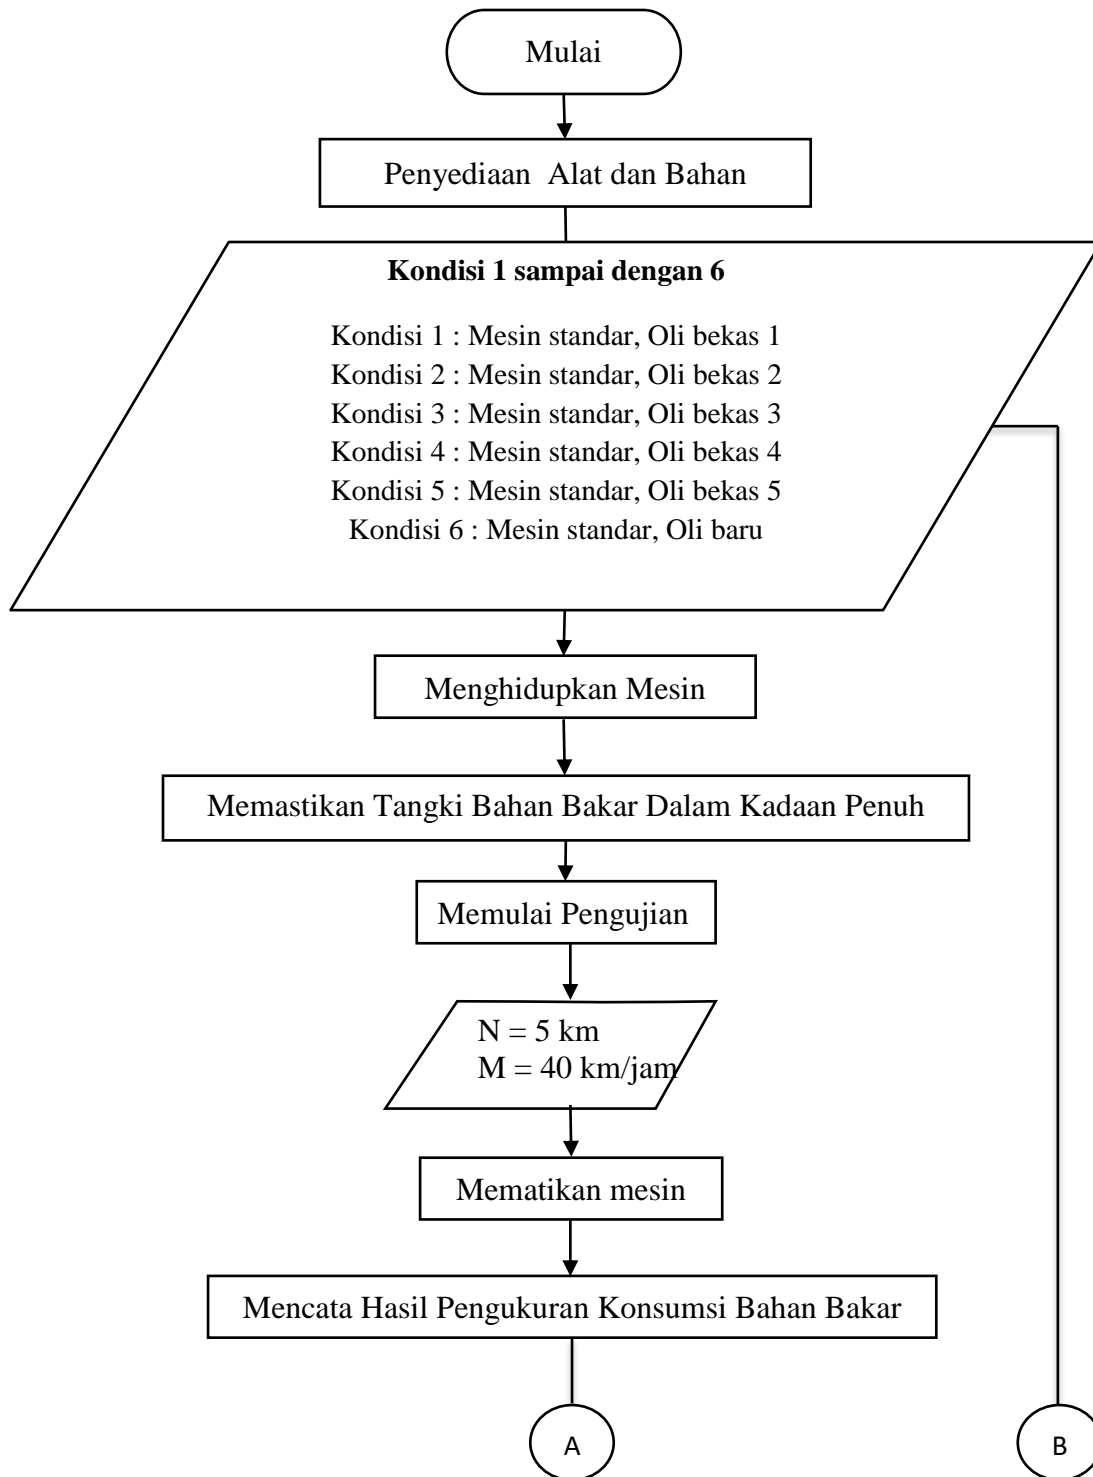 Mulai
Penyediaan Alat dan Bahan
Kondisi 1 sampai dengan 6
Kondisi 1 : Mesin standar, Oli bekas 1
Kondisi 2 : Mesin standar, Oli bekas 2
Kondisi 3 : Mesin standar, Oli bekas 3
Kondisi 4 : Mesin standar, Oli bekas 4
Kondisi 5 : Mesin standar, Oli bekas 5
Kondisi 6 : Mesin standar, Oli baru
Menghidupkan Mesin
Memastikan Tangki Bahan Bakar Dalam Kadaan Penuh
Memulai Pengujian
N = 5 km
M = 40 km/jam
Mematikan mesin
Mencata Hasil Pengukuran Konsumsi Bahan Bakar
A
B